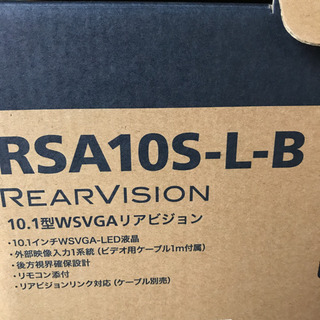 RSA10S-L-B
REARVISION
10.1型WSVGAリアビジョン
・10.1インチWSVGA-LED液晶
・外部映像入力1系統（ビデオ用ケーブル1m付属）
・後方視界確保設計
・リモコン添付
・リアビジョンリンク対応（ケーブル別売）